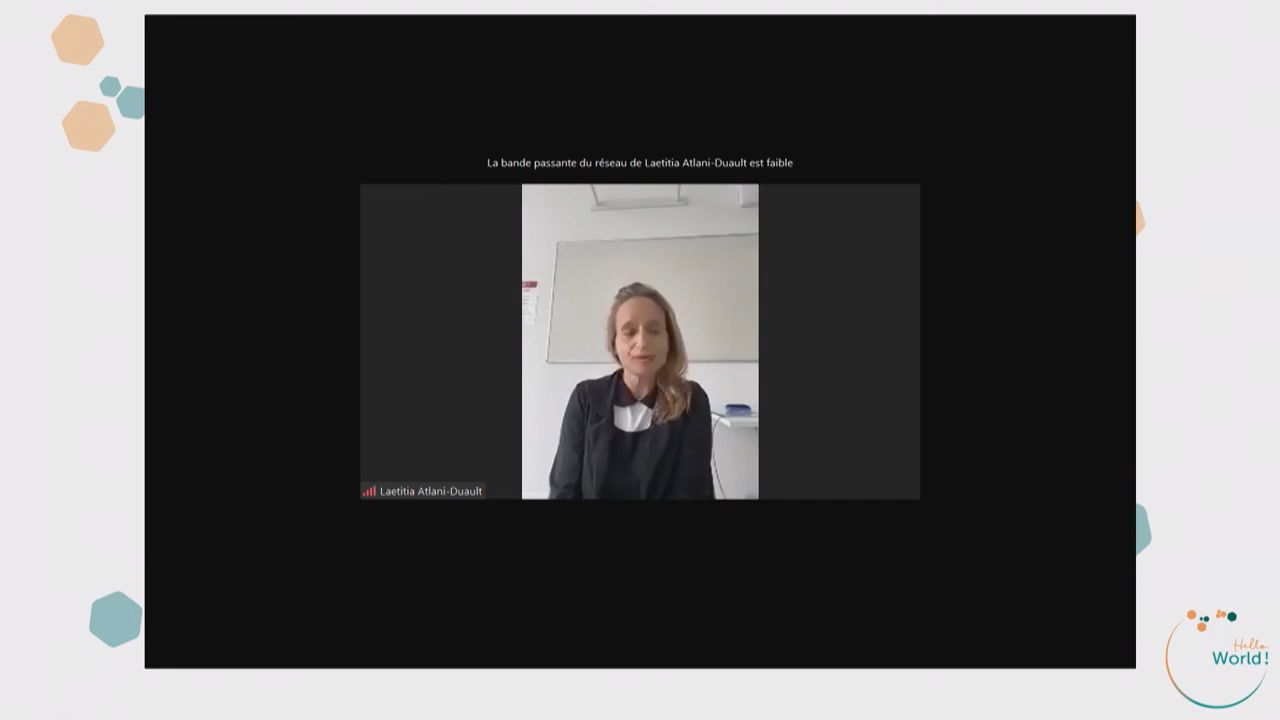 La bande passante du réseau de Laetitia Atlani-Duault est faible
Laetitia Atlani-Duault
Hello
World!